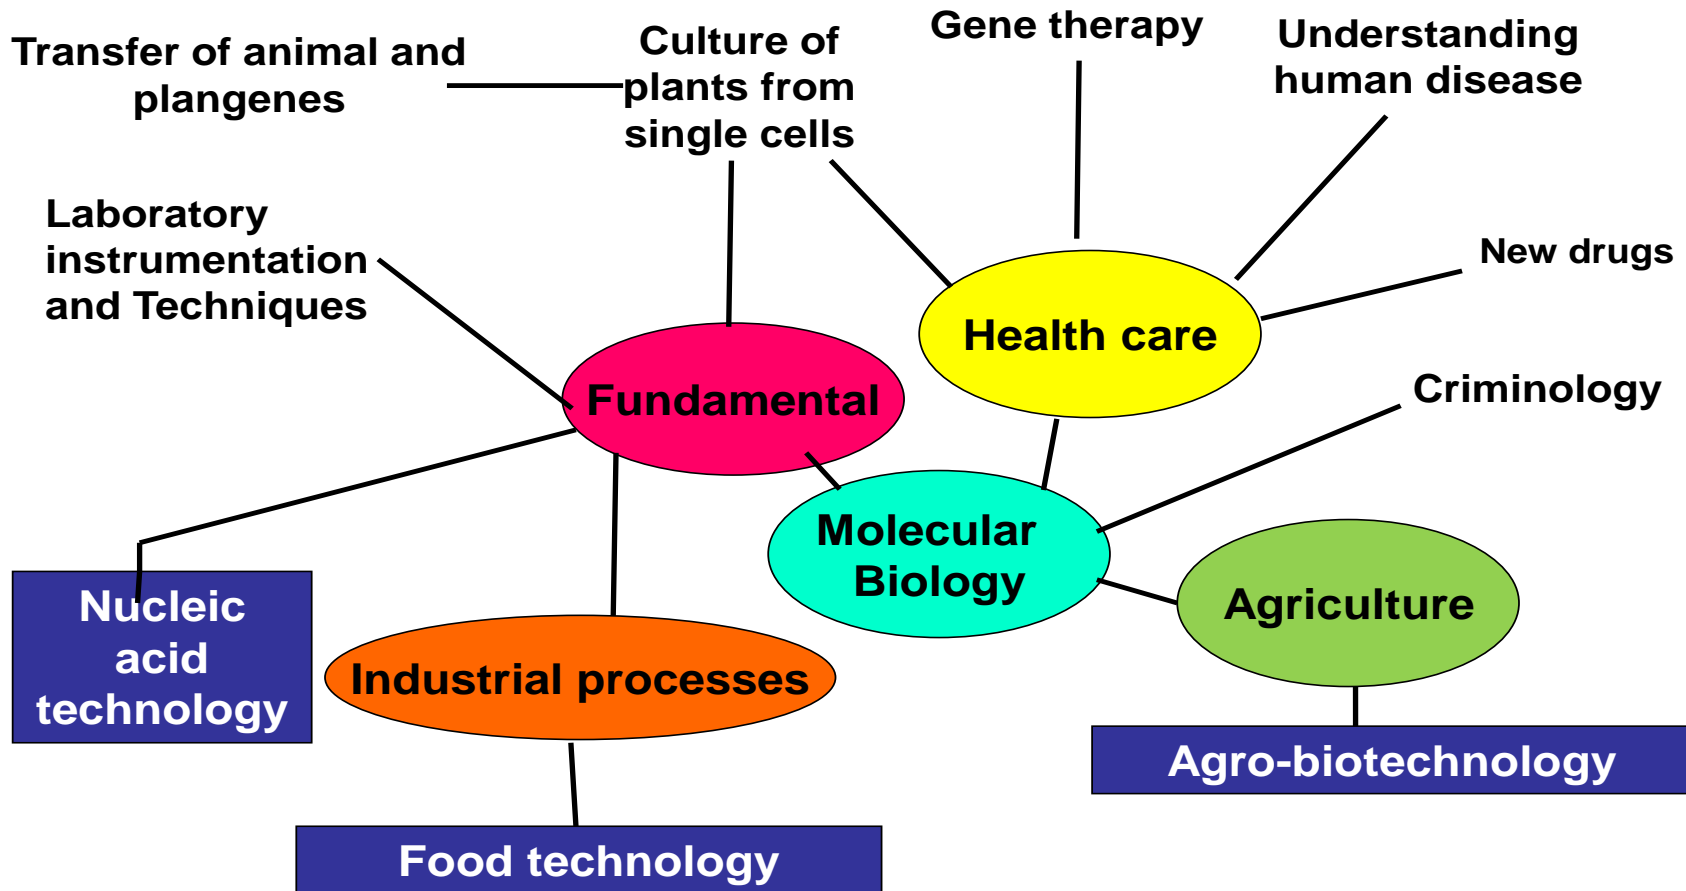 Transfer of animal and
plangenes
Culture of
plants from
single cells
Gene therapy
Understanding
human disease
Laboratory
instrumentation
and Techniques
New drugs
Health care
Fundamental
Criminology
Molecular
Biology
Agriculture
Nucleic
acid
technology
Industrial processes
Agro-biotechnology
Food technology